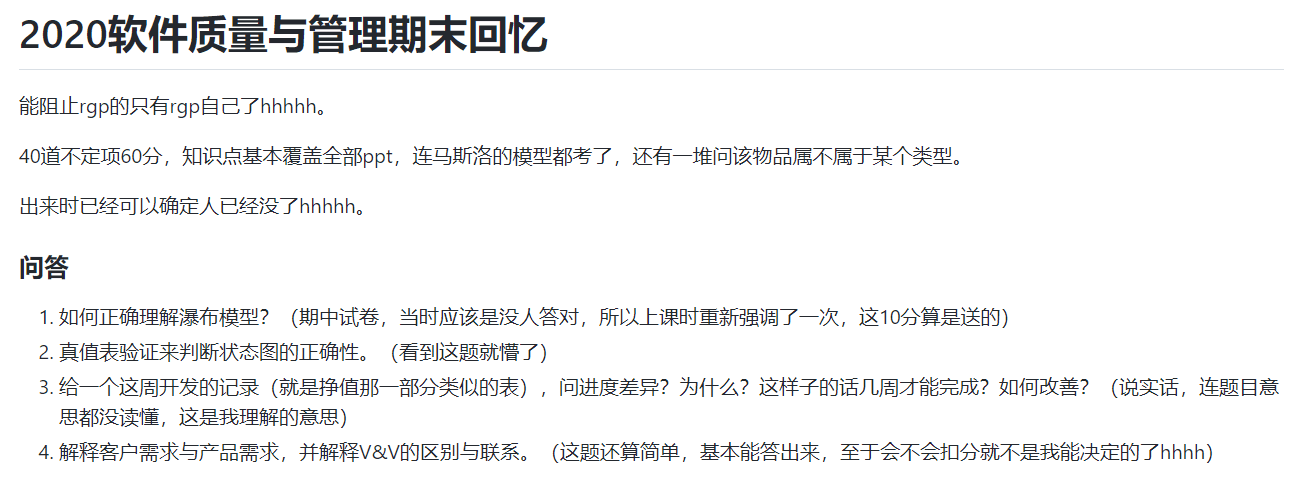 2020软件质量与管理期末回忆
能阻止rgp的只有rgp自己了hhhhh。
40道不定项60分，知识点基本覆盖全部ppt，连马斯洛的模型都考了，还有一堆问该物品属不属于某个类型。
出来时已经可以确定人已经没了hhhhh。
问答
1. 如何正确理解瀑布模型？（期中试卷，当时应该是没人答对，所以上课时重新强调了一次，这10分算是送的）
2. 真值表验证来判断状态图的正确性。（看到这题就懵了）
3. 给一个这周开发的记录（就是挣值那一部分类似的表），问进度差异？为什么？这样子的话几周才能完成？如何改善？（说实话，连题目意
思都没读懂，这是我理解的意思）
4. 解释客户需求与产品需求，并解释V&V的区别与联系。（这题还算简单，基本能答出来，至于会不会扣分就不是我能决定的了hhhh）